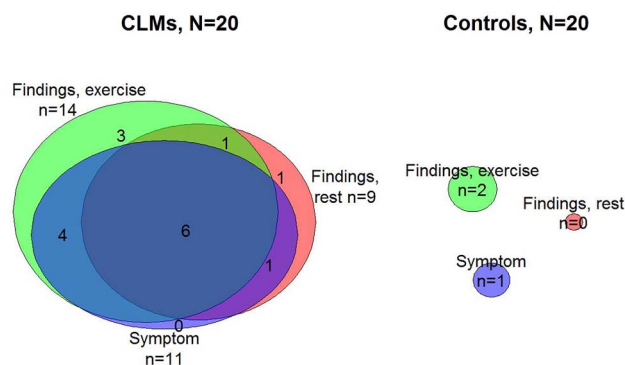 CLMs, N=20
Findings, exercise
n=14
3
1
1
Findings,
rest n=9
4
6
1
0
Symptom
n=11
Controls, N=20
Findings, exercise
n=2
Findings, rest
n=0
Symptom
n=1